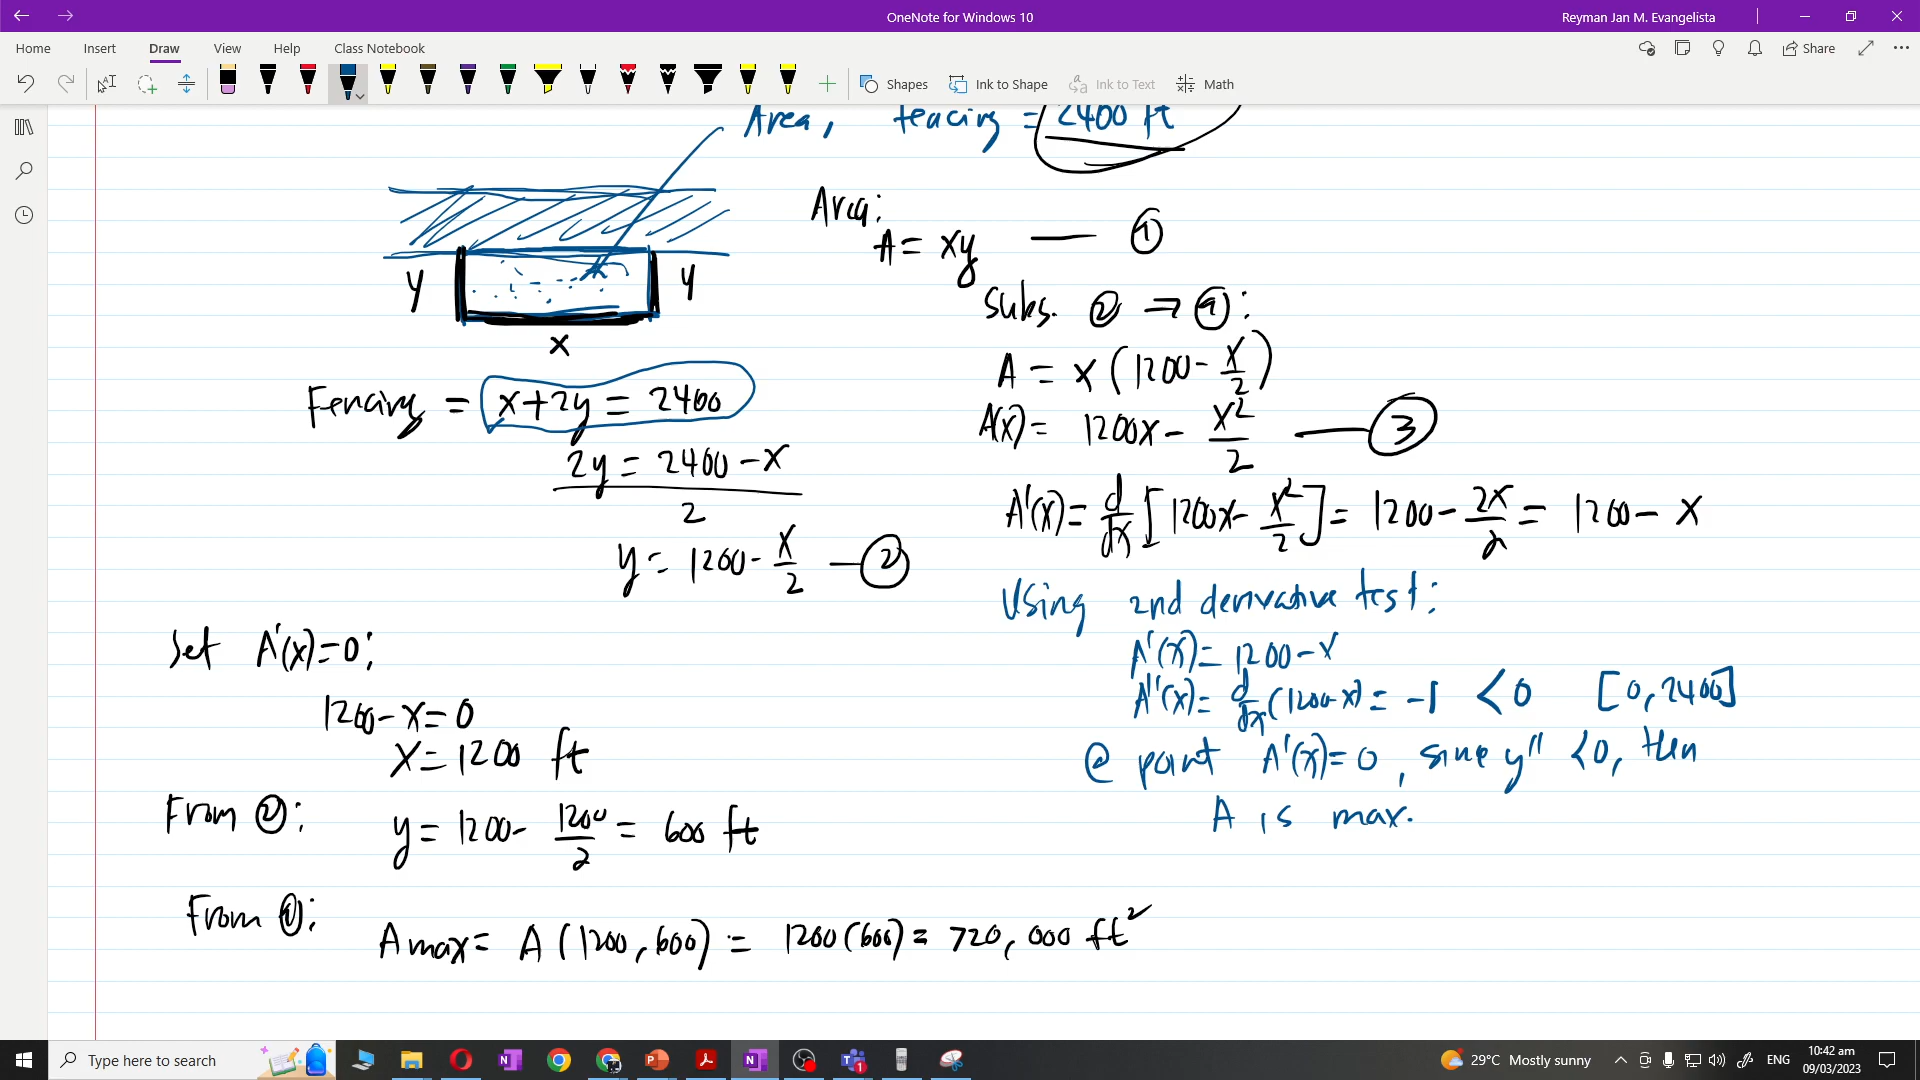 OneNote for Windows 10
Reyman Jan M. Evangelista
Home Insert Draw View Help Class Notebook
Share
Shapes Ink to Shape Ink to Text Math
Area, fencing = 2400 ft
Area:
A = xy — ①
y y
x
Subs. ② ⇒ ①:
A = x(1200 - x/2)
Fencing = x+2y = 2400
A(x) = 1200x - x²/2 — ③
2y = 2400 - x
2
A'(x) = d/dx [1200x - x²/2] = 1200 - 2x/2 = 1200 - x
y = 1200 - x/2 — ②
Using 2nd derivative test:
Set A'(x)=0:
A'(x) = 1200 - x
A''(x) = d/dx (1200-x) = -1 < 0 [0, 2400]
1200 - x = 0
x = 1200 ft
@ point A'(x) = 0, since y'' < 0, then
A is max.
From ②:
y = 1200 - 1200/2 = 600 ft
From ①:
A max = A(1200, 600) = 1200(600) = 720,000 ft²
Type here to search
29°C Mostly sunny
ENG
10:42 am
09/03/2023